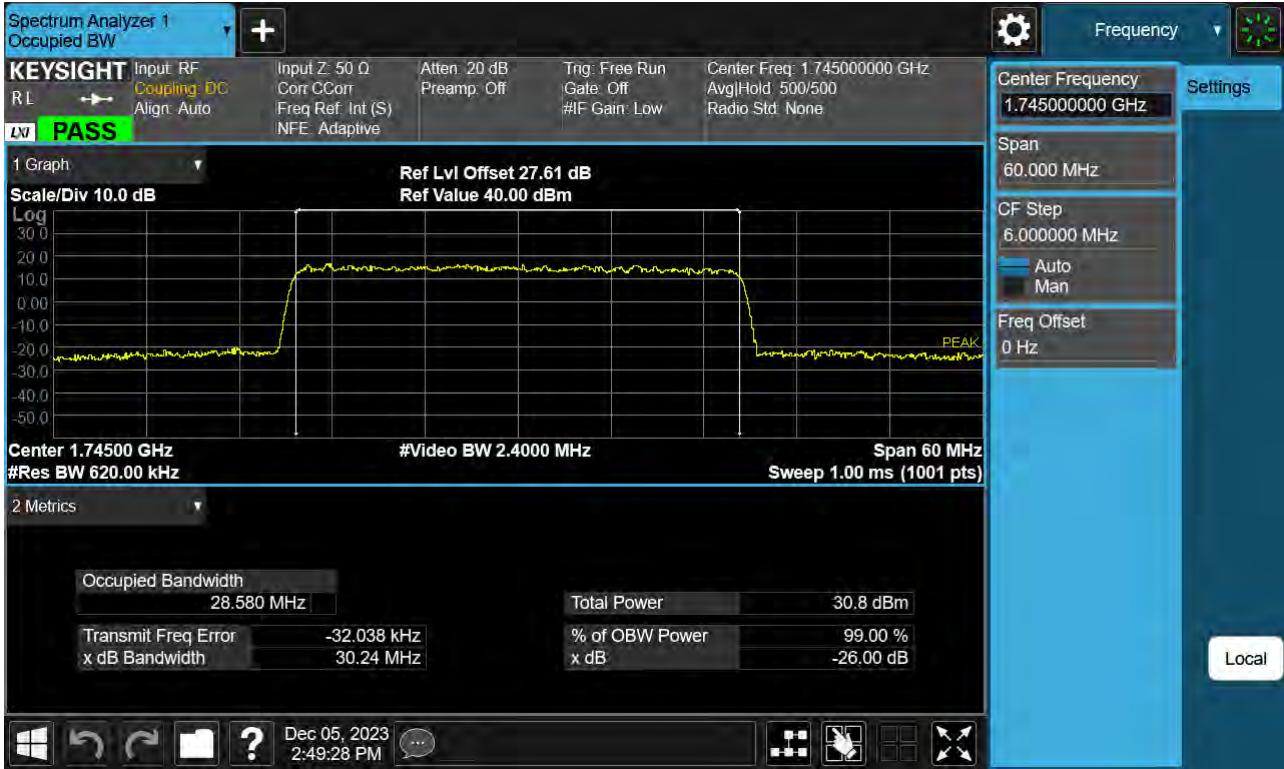 Spectrum Analyzer 1
Occupied BW
+
Frequency
KEYSIGHT
RL
LXI PASS
Input: RF
Coupling: DC
Align: Auto
Input Z: 50 Ω
Corr CCorr
Freq Ref: Int (S)
NFE: Adaptive
Atten: 20 dB
Preamp: Off
Trig: Free Run
Gate: Off
#IF Gain: Low
Center Freq: 1.745000000 GHz
Avg|Hold: 500/500
Radio Std: None
1 Graph
Scale/Div 10.0 dB
Ref Lvl Offset 27.61 dB
Ref Value 40.00 dBm
Log
30.0
20.0
10.0
0.00
-10.0
-20.0
-30.0
-40.0
-50.0
PEAK
Center 1.74500 GHz
#Video BW 2.4000 MHz
Span 60 MHz
#Res BW 620.00 kHz
Sweep 1.00 ms (1001 pts)
2 Metrics
Occupied Bandwidth
28.580 MHz
Total Power 30.8 dBm
Transmit Freq Error -32.038 kHz
% of OBW Power 99.00 %
x dB Bandwidth 30.24 MHz
x dB -26.00 dB
Center Frequency
1.745000000 GHz
Settings
Span
60.000 MHz
CF Step
6.000000 MHz
Auto
Man
Freq Offset
0 Hz
Local
?
Dec 05, 2023
2:49:28 PM